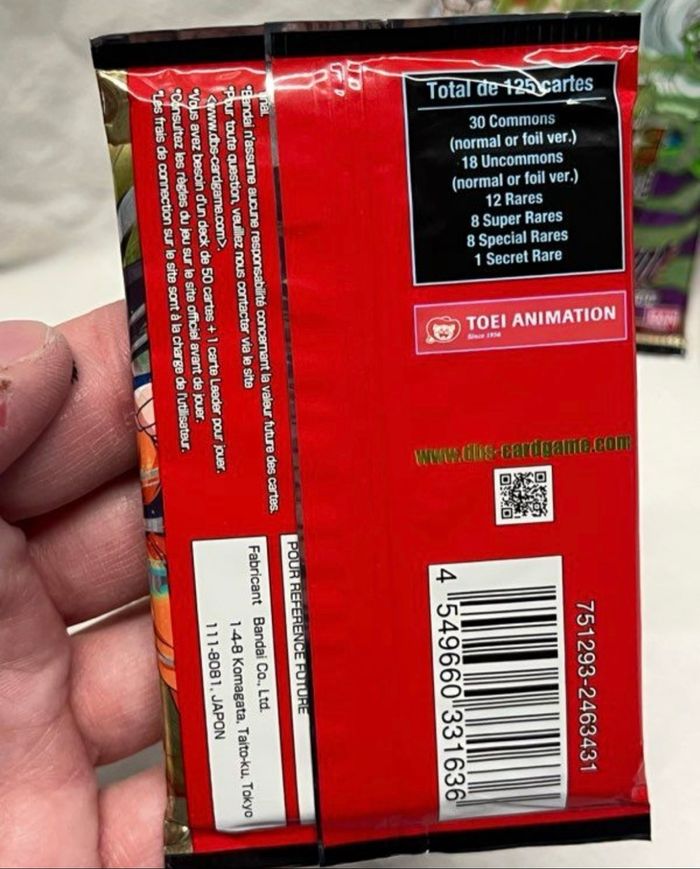 Total de 125 cartes
30 Commons
(normal or foil ver.)
18 Uncommons
(normal or foil ver.)
12 Rares
8 Super Rares
8 Special Rares
1 Secret Rare
TOEI ANIMATION
Since 1956
www.dbs-cardgame.com
751293-2463431
4 549660 331636
*Bandai n'assume aucune responsabilité concernant la valeur future des cartes.
*Pour toute question, veuillez nous contacter via le site
<www.dbs-cardgame.com>.
*Vous avez besoin d'un deck de 50 cartes + 1 carte Leader pour jouer.
*Consultez les règles du jeu sur le site officiel avant de jouer.
*Les frais de connection sur le site sont à la charge de l'utilisateur.
POUR REFERENCE FUTURE
Fabricant Bandai Co., Ltd.
1-4-8 Komagata, Taito-ku, Tokyo
111-8081, JAPON